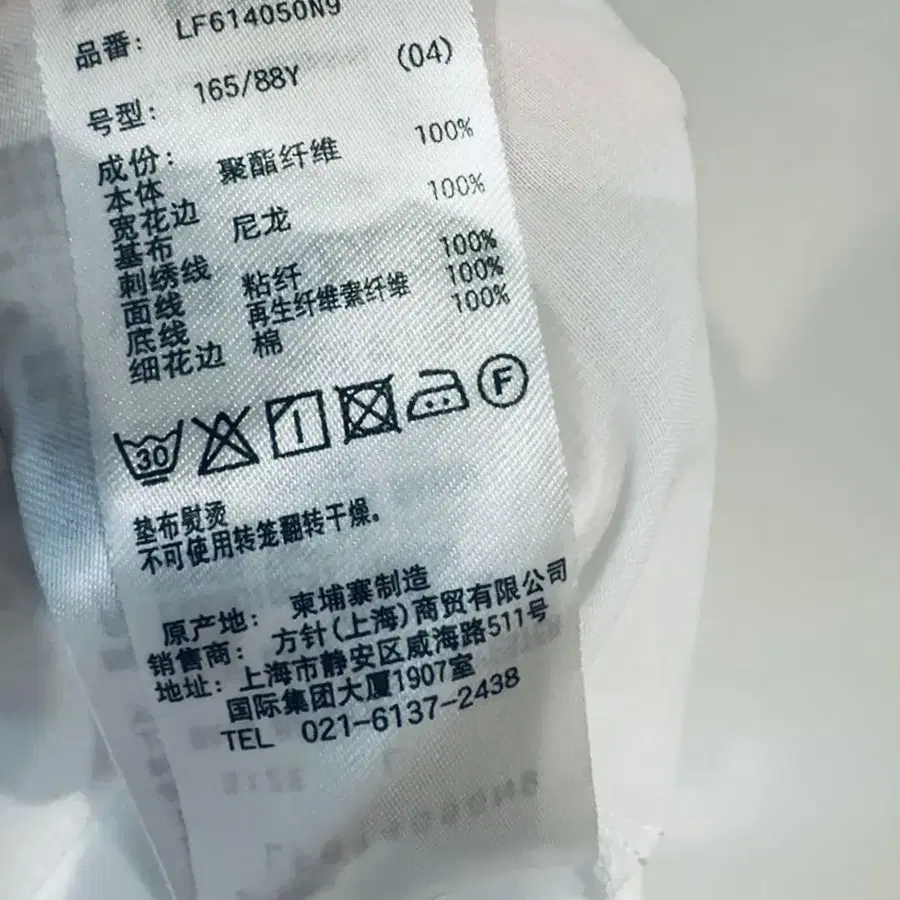 品番: LF614050N9
号型: 165/88Y (04)
成份:
本体 聚酯纤维 100%
宽花边
基布 尼龙 100%
刺绣线
面线 粘纤 100%
底线 再生纤维素纤维 100%
细花边 棉 100%
30 F
垫布熨烫
不可使用转笼翻转干燥。
原产地: 柬埔寨制造
销售商: 方针(上海)商贸有限公司
地址: 上海市静安区威海路511号
国际集团大厦1907室
TEL 021-6137-2438